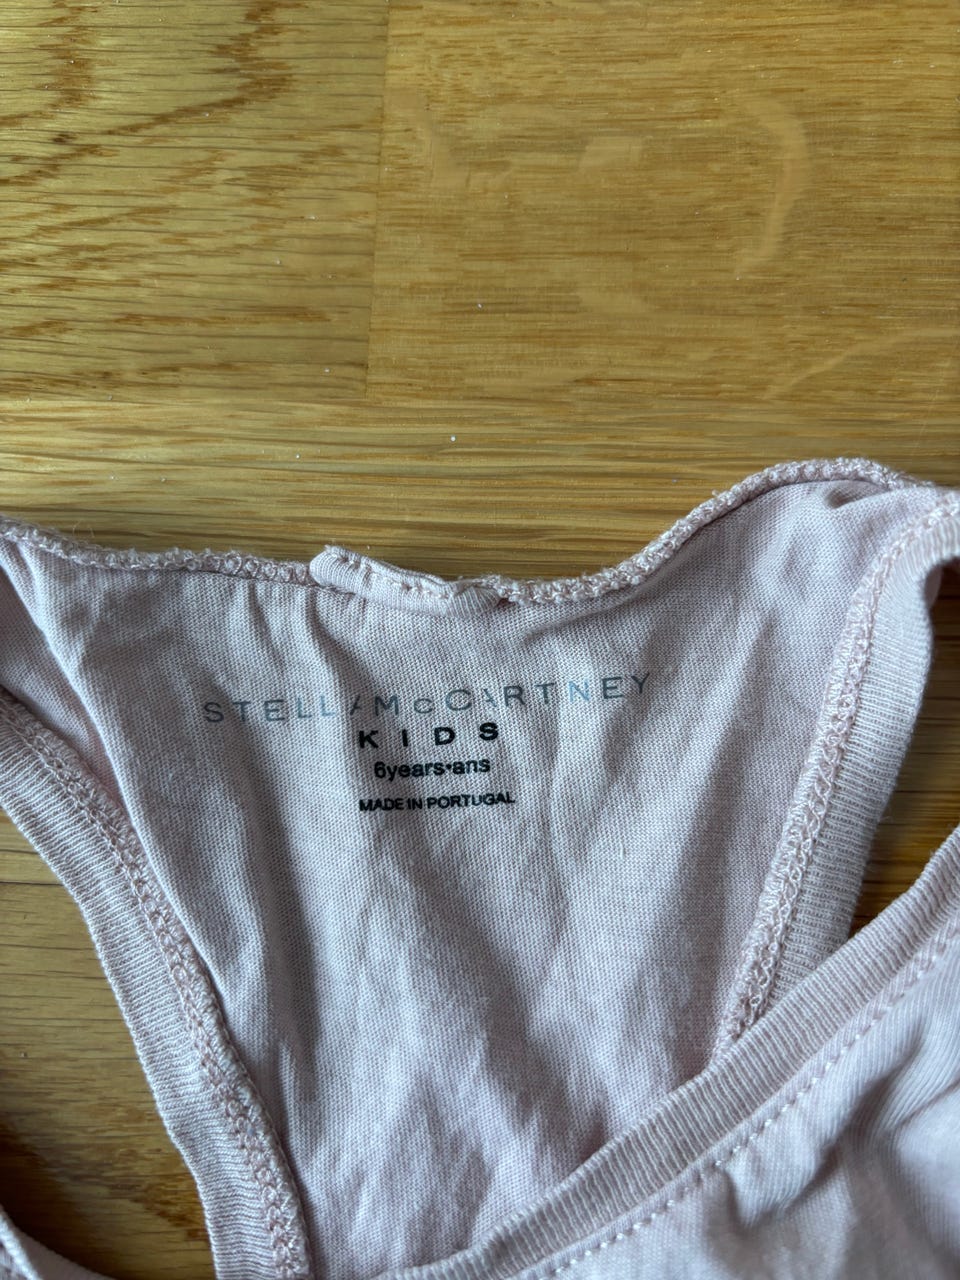 STELLA McCARTNEY
KIDS
6years•ans
MADE IN PORTUGAL